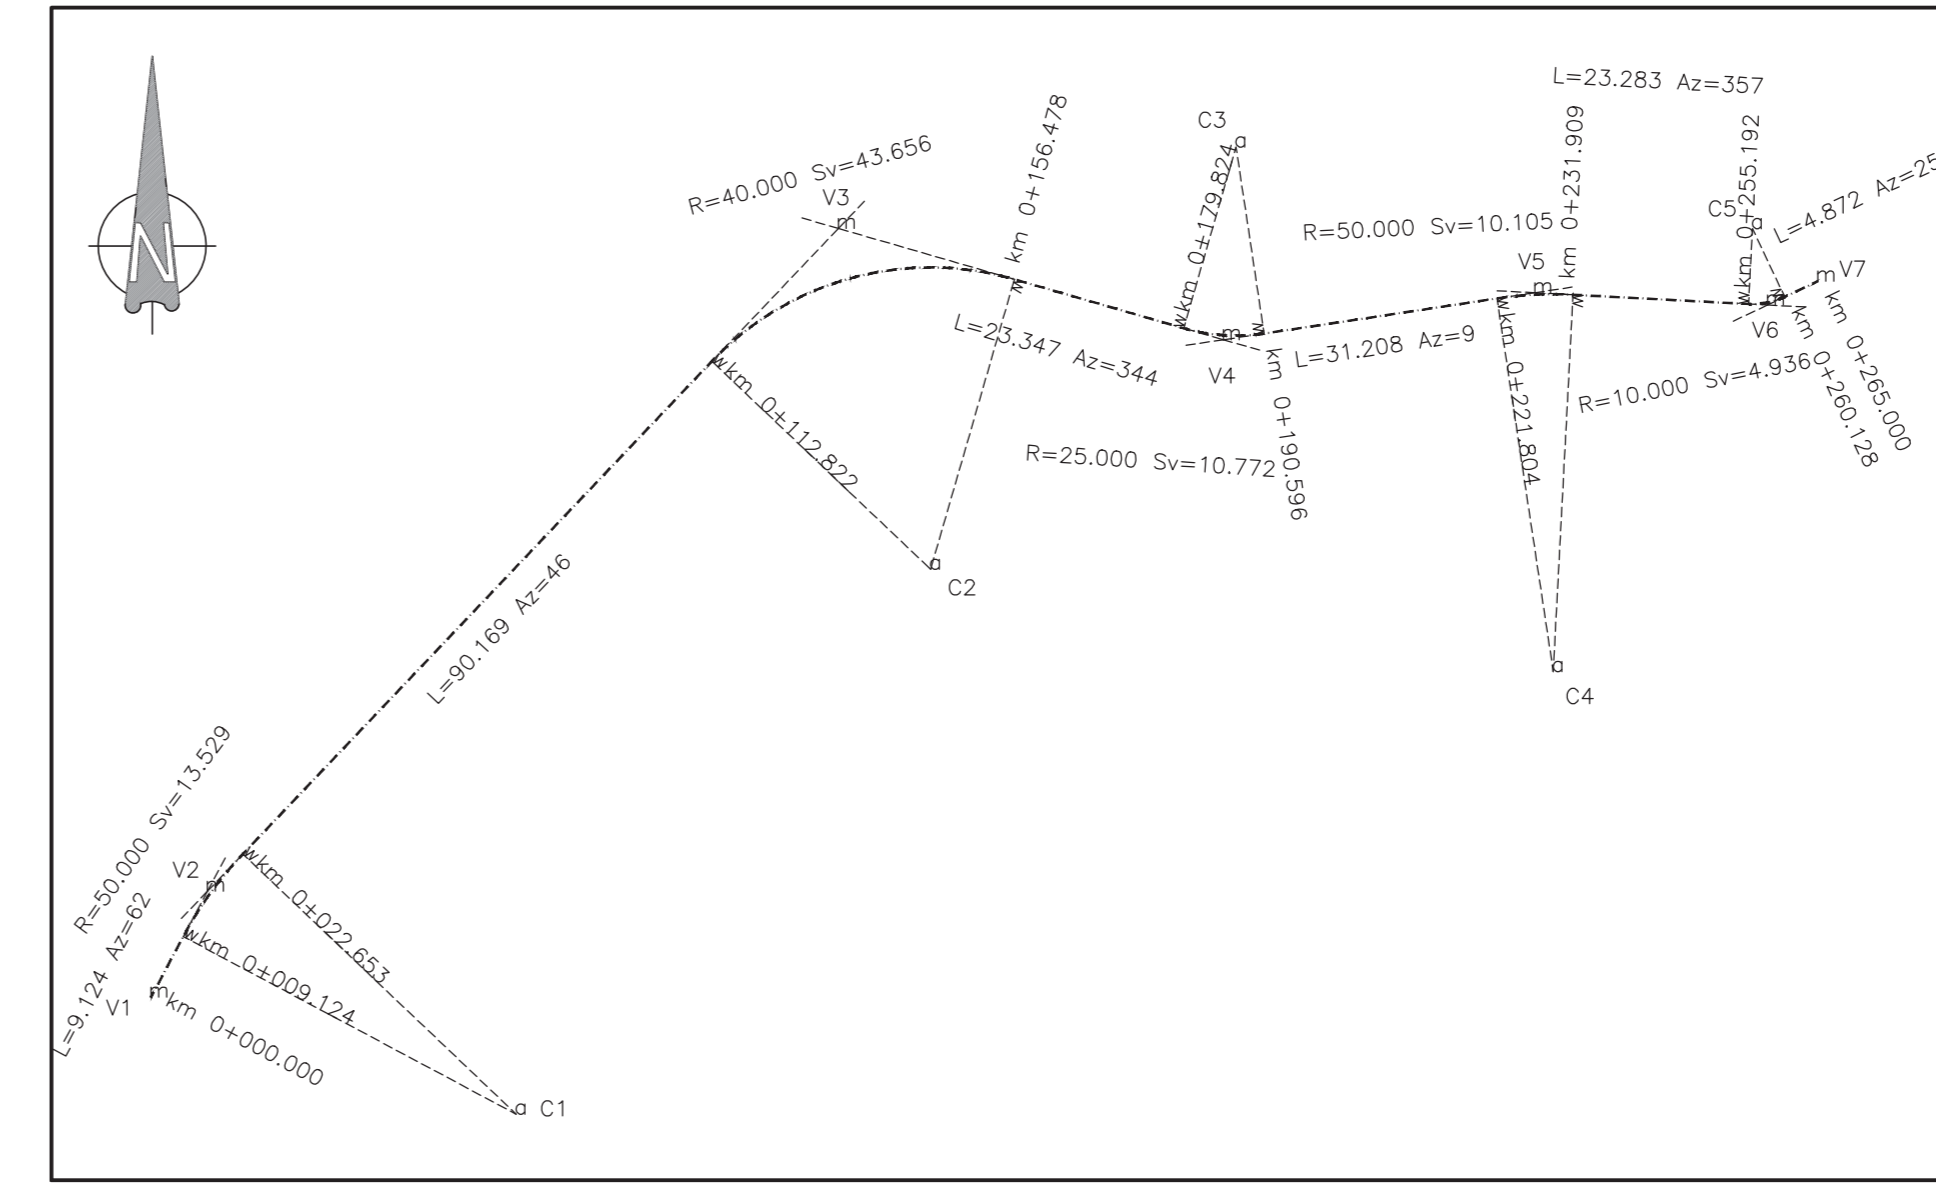 N
L=23.283 Az=357
C3
a
km 0+156.478
R=40.000 Sv=43.656
V3
m
km 0+179.824
km 0+231.909
km 0+255.192
L=4.872 Az=25
C5
a
R=50.000 Sv=10.105
V5
m
m V7
w
w
w
w
w
w
m
V6
km 0+265.000
km 0+260.128
w
m
V4
L=23.347 Az=344
L=31.208 Az=9
w
km 0+112.822
km 0+221.804
R=10.000 Sv=4.936
R=25.000 Sv=10.772
km 0+190.596
a
C2
L=90.169 Az=46
a
C4
R=50.000 Sv=13.529
V2
m
w
km 0+022.653
L=9.124 Az=62
w
km 0+009.124
V1
m
km 0+000.000
a C1